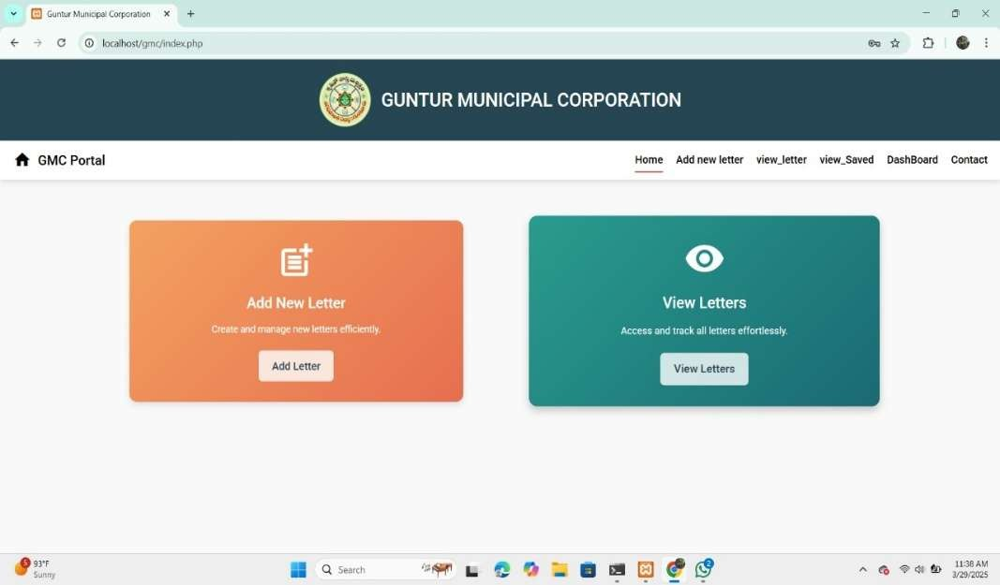 Guntur Municipal Corporation
localhost/gmc/index.php
GUNTUR MUNICIPAL CORPORATION
GMC Portal
Home Add new letter view_letter view_Saved DashBoard Contact
Add New Letter
Create and manage new letters efficiently.
Add Letter
View Letters
Access and track all letters effortlessly.
View Letters
5
93°F
Sunny
Search
2
11:38 AM
3/29/2025